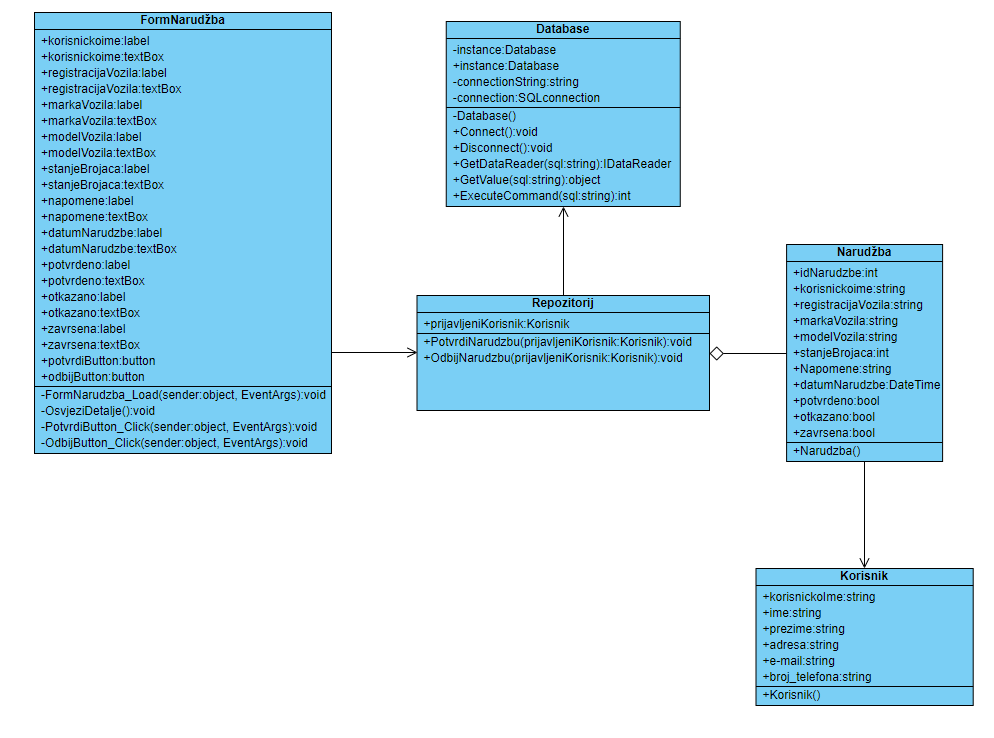 FormNarudžba
+korisnickoime:label
+korisnickoime:textBox
+registracijaVozila:label
+registracijaVozila:textBox
+markaVozila:label
+markaVozila:textBox
+modelVozila:label
+modelVozila:textBox
+stanjeBrojaca:label
+stanjeBrojaca:textBox
+napomene:label
+napomene:textBox
+datumNarudzbe:label
+datumNarudzbe:textBox
+potvrdeno:label
+potvrdeno:textBox
+otkazano:label
+otkazano:textBox
+zavrsena:label
+zavrsena:textBox
+potvrdiButton:button
+odbijButton:button
-FormNarudzba_Load(sender:object, EventArgs):void
-OsvjeziDetalje():void
-PotvrdiButton_Click(sender:object, EventArgs):void
-OdbijButton_Click(sender:object, EventArgs):void
Database
-instance:Database
+instance:Database
-connectionString:string
-connection:SQLconnection
-Database()
+Connect():void
+Disconnect():void
+GetDataReader(sql:string):IDataReader
+GetValue(sql:string):object
+ExecuteCommand(sql:string):int
Repozitorij
+prijavljeniKorisnik:Korisnik
+PotvrdiNarudzbu(prijavljeniKorisnik:Korisnik):void
+OdbijNarudzbu(prijavljeniKorisnik:Korisnik):void
Narudžba
+idNarudzbe:int
+korisnickoime:string
+registracijaVozila:string
+markaVozila:string
+modelVozila:string
+stanjeBrojaca:int
+Napomene:string
+datumNarudzbe:DateTime
+potvrdeno:bool
+otkazano:bool
+zavrsena:bool
+Narudzba()
Korisnik
+korisnickoIme:string
+ime:string
+prezime:string
+adresa:string
+e-mail:string
+broj_telefona:string
+Korisnik()